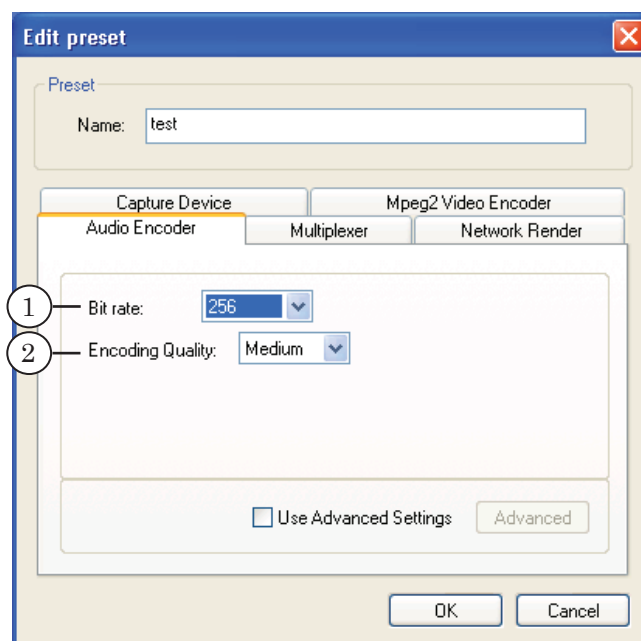 Edit preset
Preset
Name: test
Capture Device Mpeg2 Video Encoder
Audio Encoder Multiplexer Network Render
1 Bit rate: 256
2 Encoding Quality: Medium
Use Advanced Settings Advanced
OK Cancel